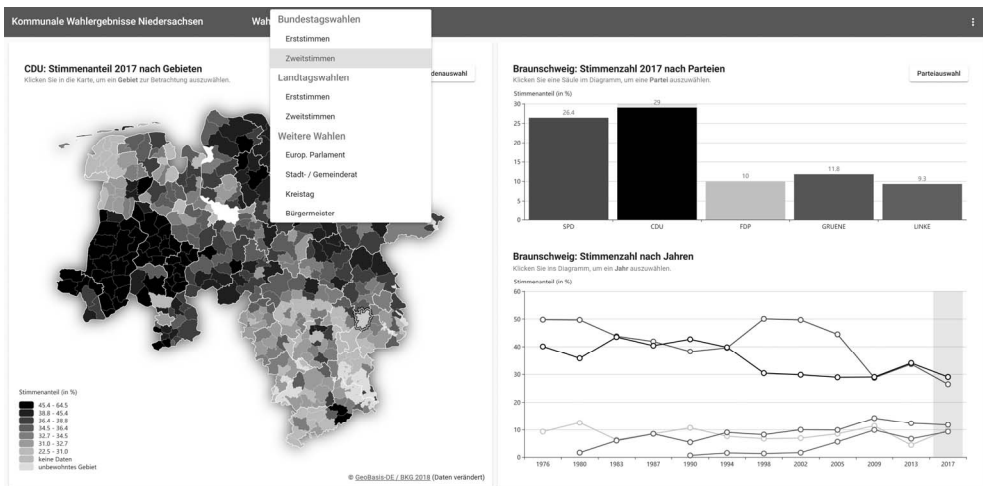 Kommunale Wahlergebnisse Niedersachsen
Wah
Bundestagswahlen
Erststimmen
Zweitstimmen
Landtagswahlen
Erststimmen
Zweitstimmen
Weitere Wahlen
Europ. Parlament
Stadt- / Gemeinderat
Kreistag
Bürgermeister
CDU: Stimmenanteil 2017 nach Gebieten
Klicken Sie in die Karte, um ein Gebiet zur Betrachtung auszuwählen.
denauswahl
Stimmenanteil (in %)
45.4 - 64.5
38.8 - 45.4
36.4 - 38.8
34.5 - 36.4
32.7 - 34.5
31.0 - 32.7
22.5 - 31.0
keine Daten
unbewohntes Gebiet
© GeoBasis-DE / BKG 2018 (Daten verändert)
Braunschweig: Stimmenzahl 2017 nach Parteien
Klicken Sie eine Säule im Diagramm, um eine Partei auszuwählen.
Parteiauswahl
Stimmenanteil (in %)
30
25
20
15
10
5
0
26.4
29
10
11.8
9.3
SPD CDU FDP GRUENE LINKE
Braunschweig: Stimmenzahl nach Jahren
Klicken Sie ins Diagramm, um ein Jahr auszuwählen.
Stimmenanteil (in %)
60
50
40
30
20
10
0
1976 1980 1983 1987 1990 1994 1998 2002 2005 2009 2013 2017